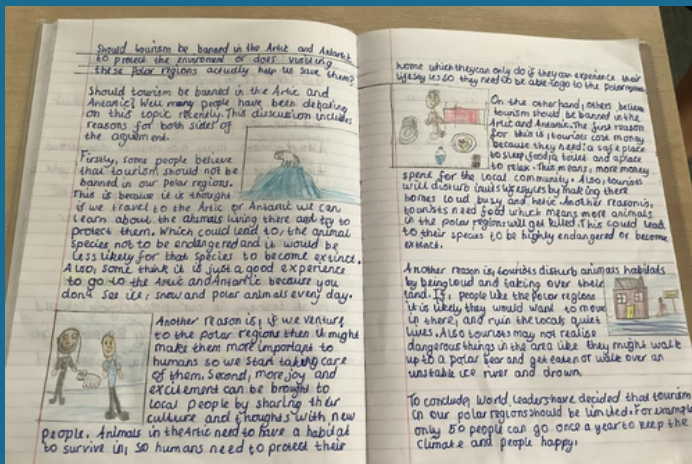 Should tourism be banned in the Artic and Antartic
to protect the enviroment or does visiting
these Polar regions actually help us save them?
Should tourism be banned in the Artic and
Antartic? Well many people have been debating
on this topic recently. This discussion includes
reasons for both sides of
the argument.
Firstly, some people believe
that tourism should not be
banned in our Polar regions.
This is because it is thought
if we travel to the Artic or Antartic we can
learn about the animals living there and try to
protect them. Which could lead to, the animal
species not to be endangered and it would be
less likely for that species to become extinct.
Also, some think it is just a good experience
to go to the Artic and Antartic because you
don't see ice, snow and polar animals every day.
Another reason is, if we venture
to the polar regions then it might
make them more important to
humans so we start taking care
of them. Second, more joy and
excitement can be brought to
local people by sharing their
culture and thoughts with new
people. Animals in the Artic need to have a habitat
to survive in, so humans need to protect their
home which they can only do if they can experience their
lifestyles so they need to be able to go to the Polar regions.
On the other hand, others believe
tourism should be banned in the
Artic and Antartic. The first reason
for this is, tourists cost money
because they need: a safe place
to sleep, food, a toilet and a place
to relax. This means, more money
spent for the local community. Also, tourists
will disturb inuits lifestyles by making there
homes loud, busy, and hectic. Another reason is,
tourists need food which means more animals
in the polar regions will get killed. This could lead
to their species to be highly endangered or become
extinct.
Another reason is, tourists disturb animals habitats
by being loud and taking over their
land. If, people like the Polar regions
it is likely they would want to move
in there, and ruin the locals quiet
lives. Also tourists may not realise
dangerous things in the area like they might walk
up to a polar bear and get eaten or walk over an
unstable ice river and drown.
To conclude, World Leaders have decided that tourism
in our polar regions should be limited. For example
only 50 people can go once a year to keep the
climate and people happy.